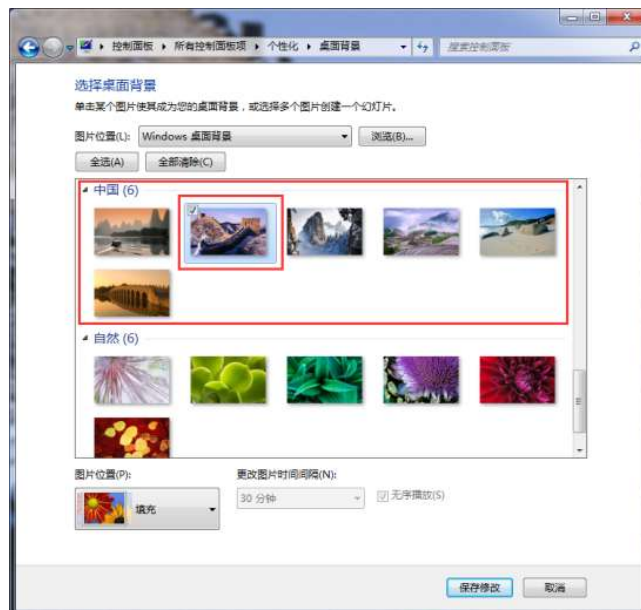 控制面板 ▸ 所有控制面板项 ▸ 个性化 ▸ 桌面背景
搜索控制面板
选择桌面背景
单击某个图片使其成为您的桌面背景，或选择多个图片创建一个幻灯片。
图片位置(L): Windows 桌面背景 浏览(B)...
全选(A) 全部清除(C)
中国 (6)
自然 (6)
图片位置(P): 更改图片时间间隔(N):
填充 30 分钟 无序播放(S)
保存修改 取消